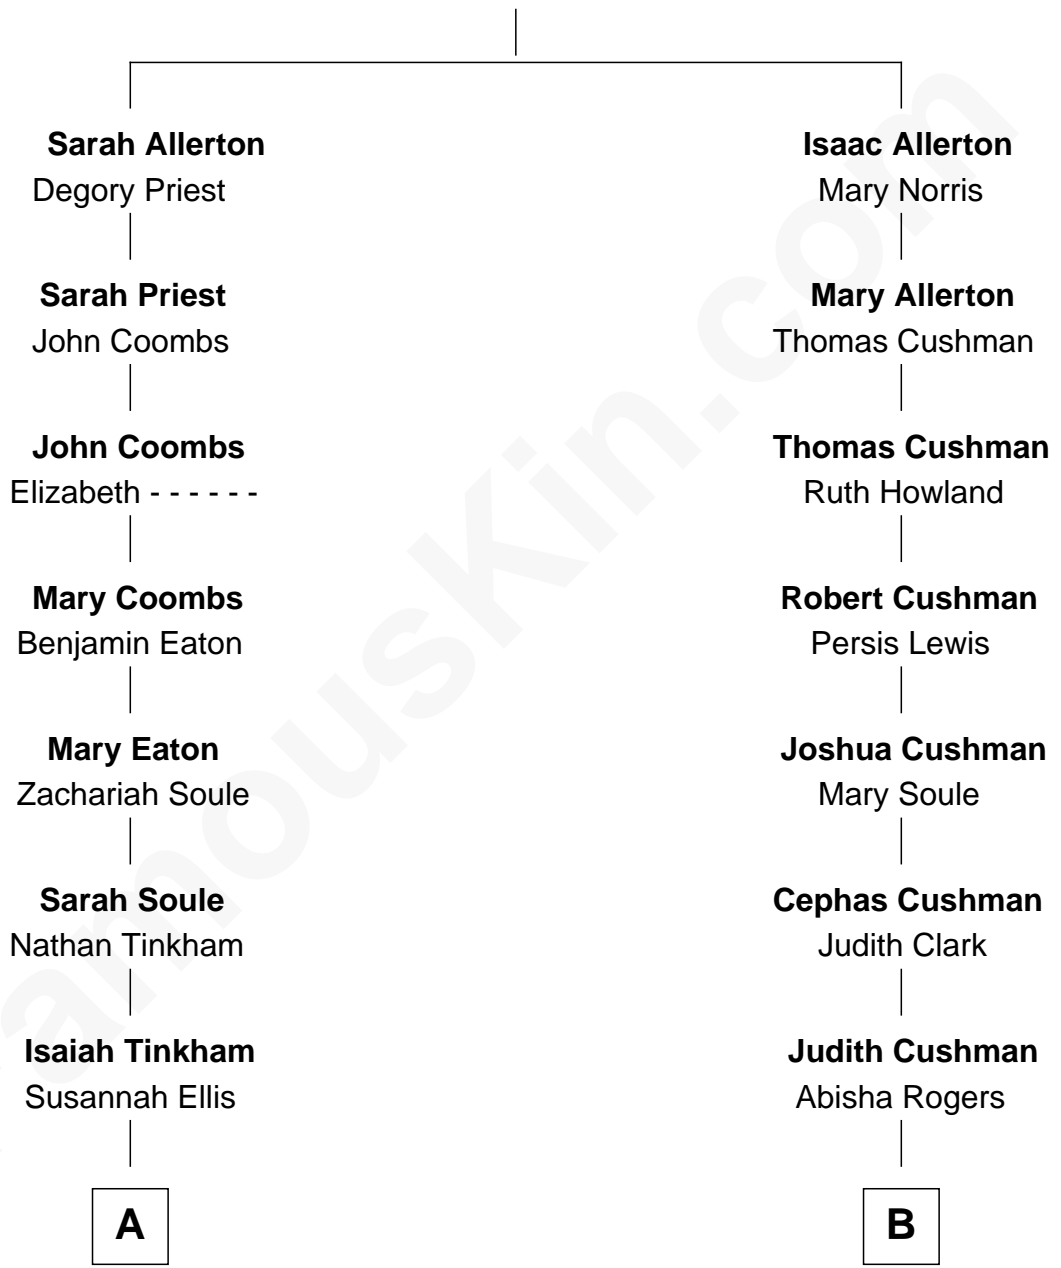 Sarah Allerton
Degory Priest
Sarah Priest
John Coombs
John Coombs
Elizabeth - - - - - -
Mary Coombs
Benjamin Eaton
Mary Eaton
Zachariah Soule
Sarah Soule
Nathan Tinkham
Isaiah Tinkham
Susannah Ellis
A
Isaac Allerton
Mary Norris
Mary Allerton
Thomas Cushman
Thomas Cushman
Ruth Howland
Robert Cushman
Persis Lewis
Joshua Cushman
Mary Soule
Cephas Cushman
Judith Clark
Judith Cushman
Abisha Rogers
B
amouskin.com